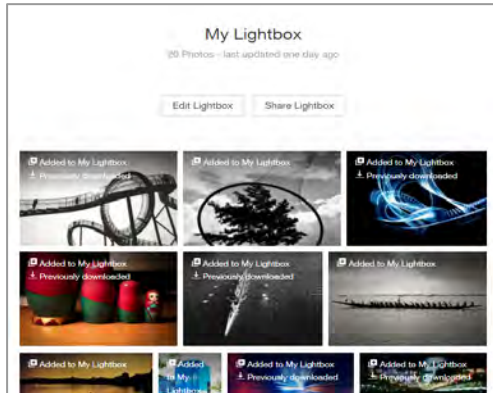 My Lightbox
20 Photos - last updated one day ago
Edit Lightbox
Share Lightbox
Added to My Lightbox
Previously downloaded
Added to My Lightbox
Added to My Lightbox
Previously downloaded
Added to My Lightbox
Previously downloaded
Added to My Lightbox
Previously downloaded
Added to My Lightbox
Added to My Lightbox
Added
to My
Lightbox
Added to My Lightbox
Previously downloaded
Added to My Lightbox
Previously downloaded